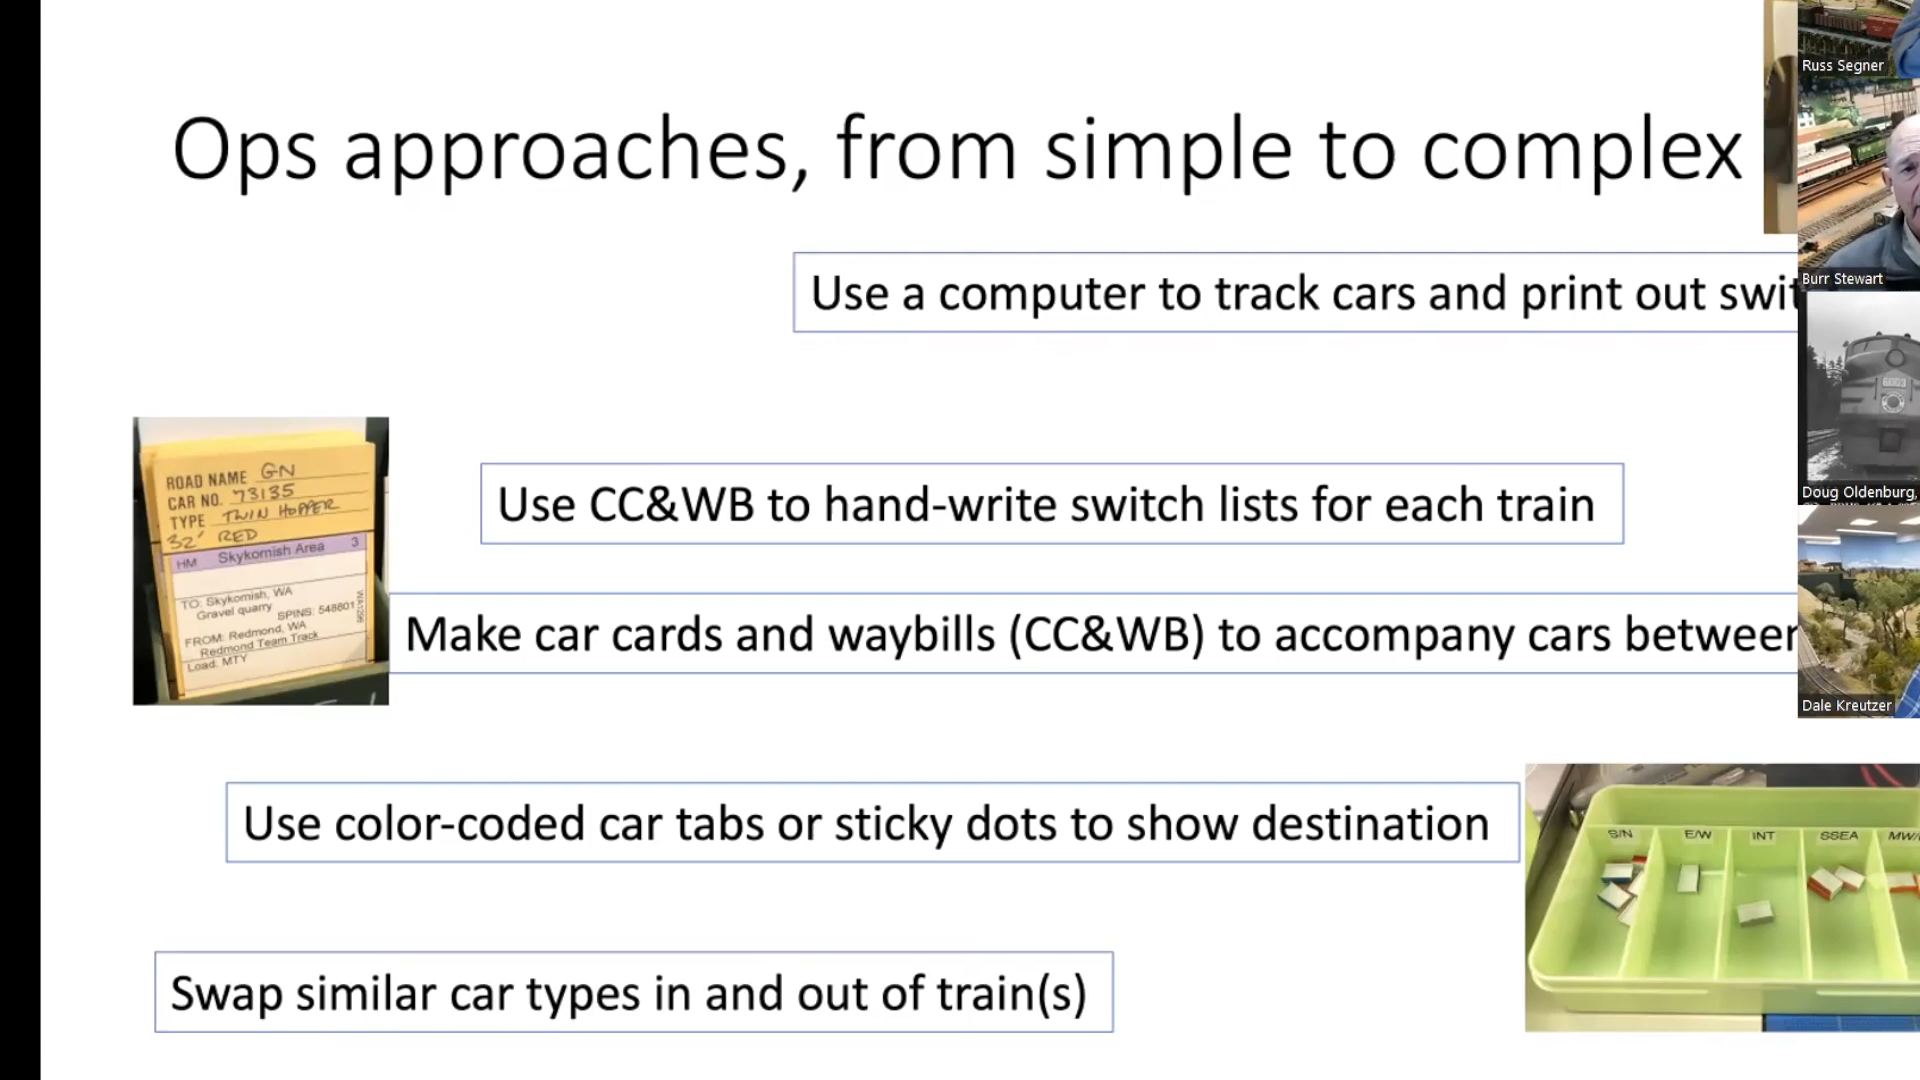 Ops approaches, from simple to complex
Use a computer to track cars and print out
Use CC&WB to hand-write switch lists for each train
Make car cards and waybills (CC&WB) to accompany cars between
Use color-coded car tabs or sticky dots to show destination
Swap similar car types in and out of train(s)
ROAD NAME GN
CAR NO. 73135
TYPE TWIN HOPPER
32' RED
HM Skykomish Area 3
TO: Skykomish, WA
Gravel quarry
SPINS: 548801
FROM: Redmond, WA
Redmond Team Track
Load: MTY
S/N E/W INT SSEA
Russ Segner
Burr Stewart
6003
Doug Oldenburg,
Dale Kreutzer